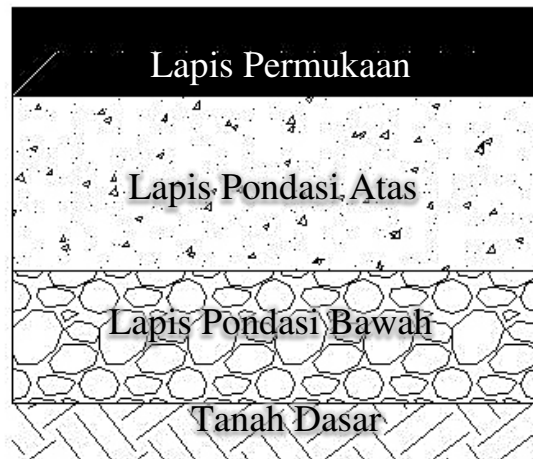 Lapis Permukaan
Lapis Pondasi Atas
Lapis Pondasi Bawah
Tanah Dasar